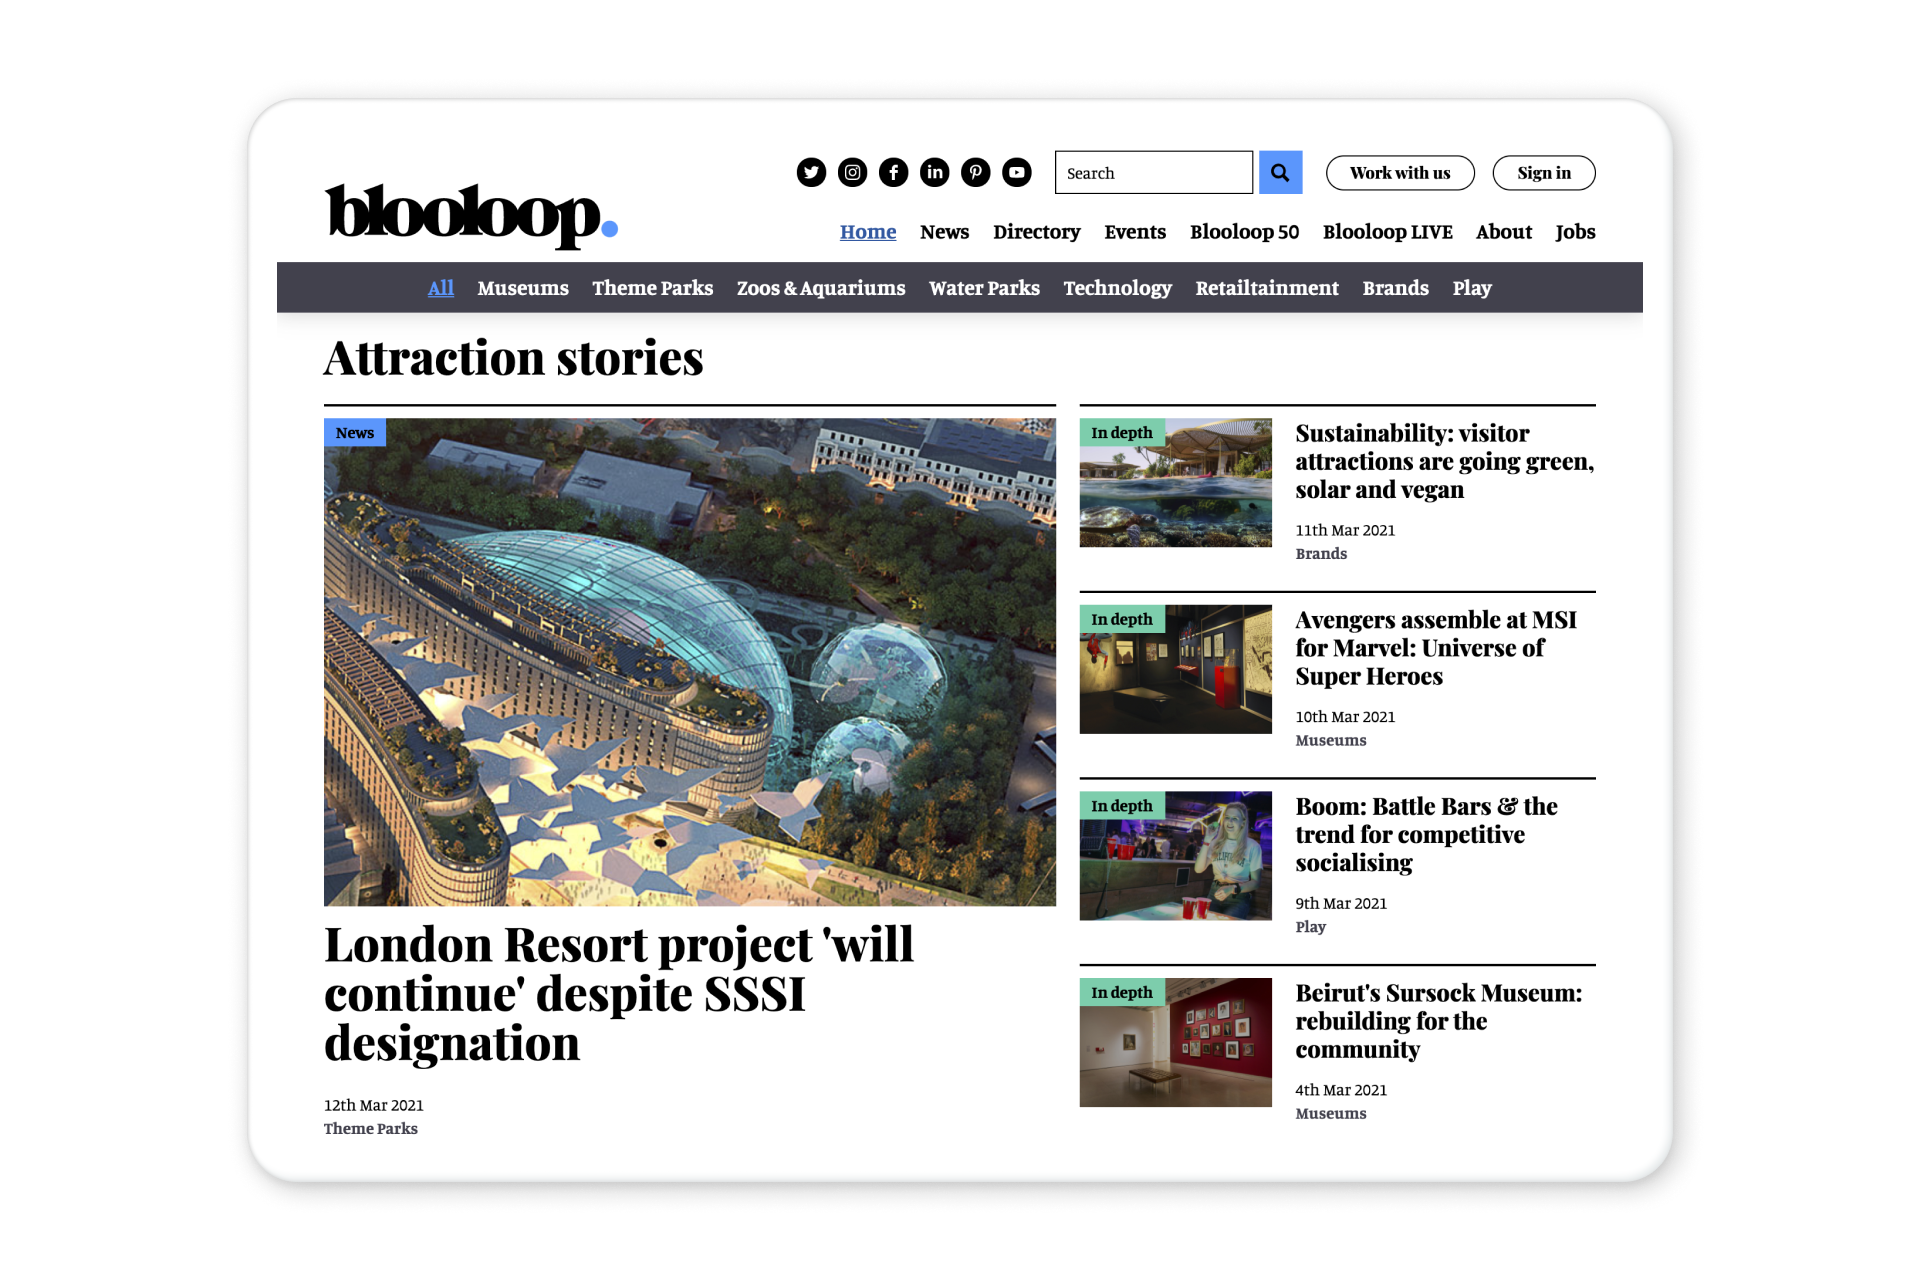 blooloop.
Search
Work with us
Sign in
Home News Directory Events Blooloop 50 Blooloop LIVE About Jobs
All Museums Theme Parks Zoos & Aquariums Water Parks Technology Retailtainment Brands Play
Attraction stories
News
London Resort project 'will
continue' despite SSSI
designation
12th Mar 2021
Theme Parks
In depth
Sustainability: visitor
attractions are going green,
solar and vegan
11th Mar 2021
Brands
In depth
Avengers assemble at MSI
for Marvel: Universe of
Super Heroes
10th Mar 2021
Museums
In depth
Boom: Battle Bars & the
trend for competitive
socialising
9th Mar 2021
Play
In depth
Beirut's Sursock Museum:
rebuilding for the
community
4th Mar 2021
Museums